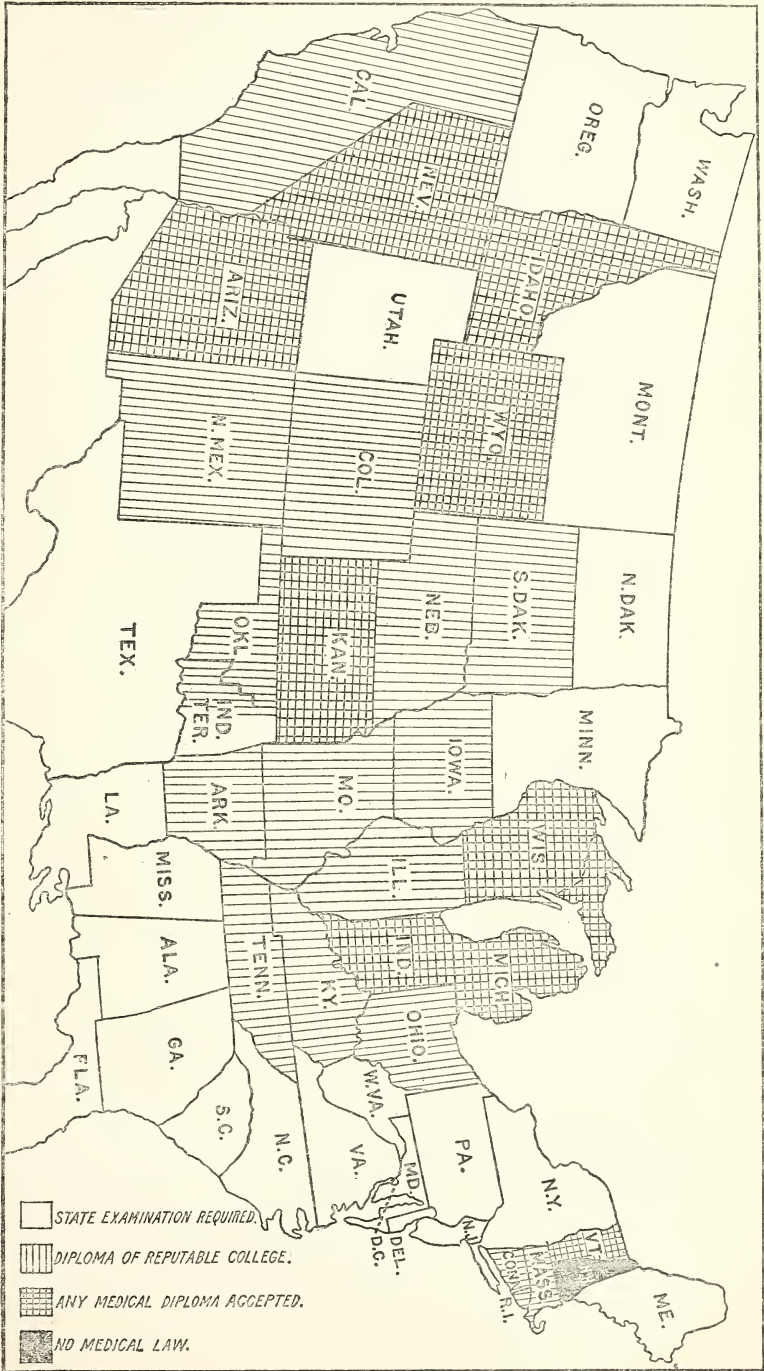 WASH.
OREG.
CAL.
NEV.
IDAHO.
MONT.
WYO.
UTAH.
ARIZ.
N. MEX.
COL.
N. DAK.
S. DAK.
NEB.
KAN.
OKL.
IND.
TER.
TEX.
MINN.
IOWA.
MO.
ARK.
LA.
WIS.
ILL.
MICH.
IND.
OHIO.
KY.
TENN.
MISS.
ALA.
GA.
FLA.
S.C.
N.C.
VA.
W.VA.
MD.
D.C.
DEL.
PA.
N.J.
N.Y.
VT.
MASS.
CON.
R.I.
ME.
STATE EXAMINATION REQUIRED.
DIPLOMA OF REPUTABLE COLLEGE.
ANY MEDICAL DIPLOMA ACCEPTED.
NO MEDICAL LAW.